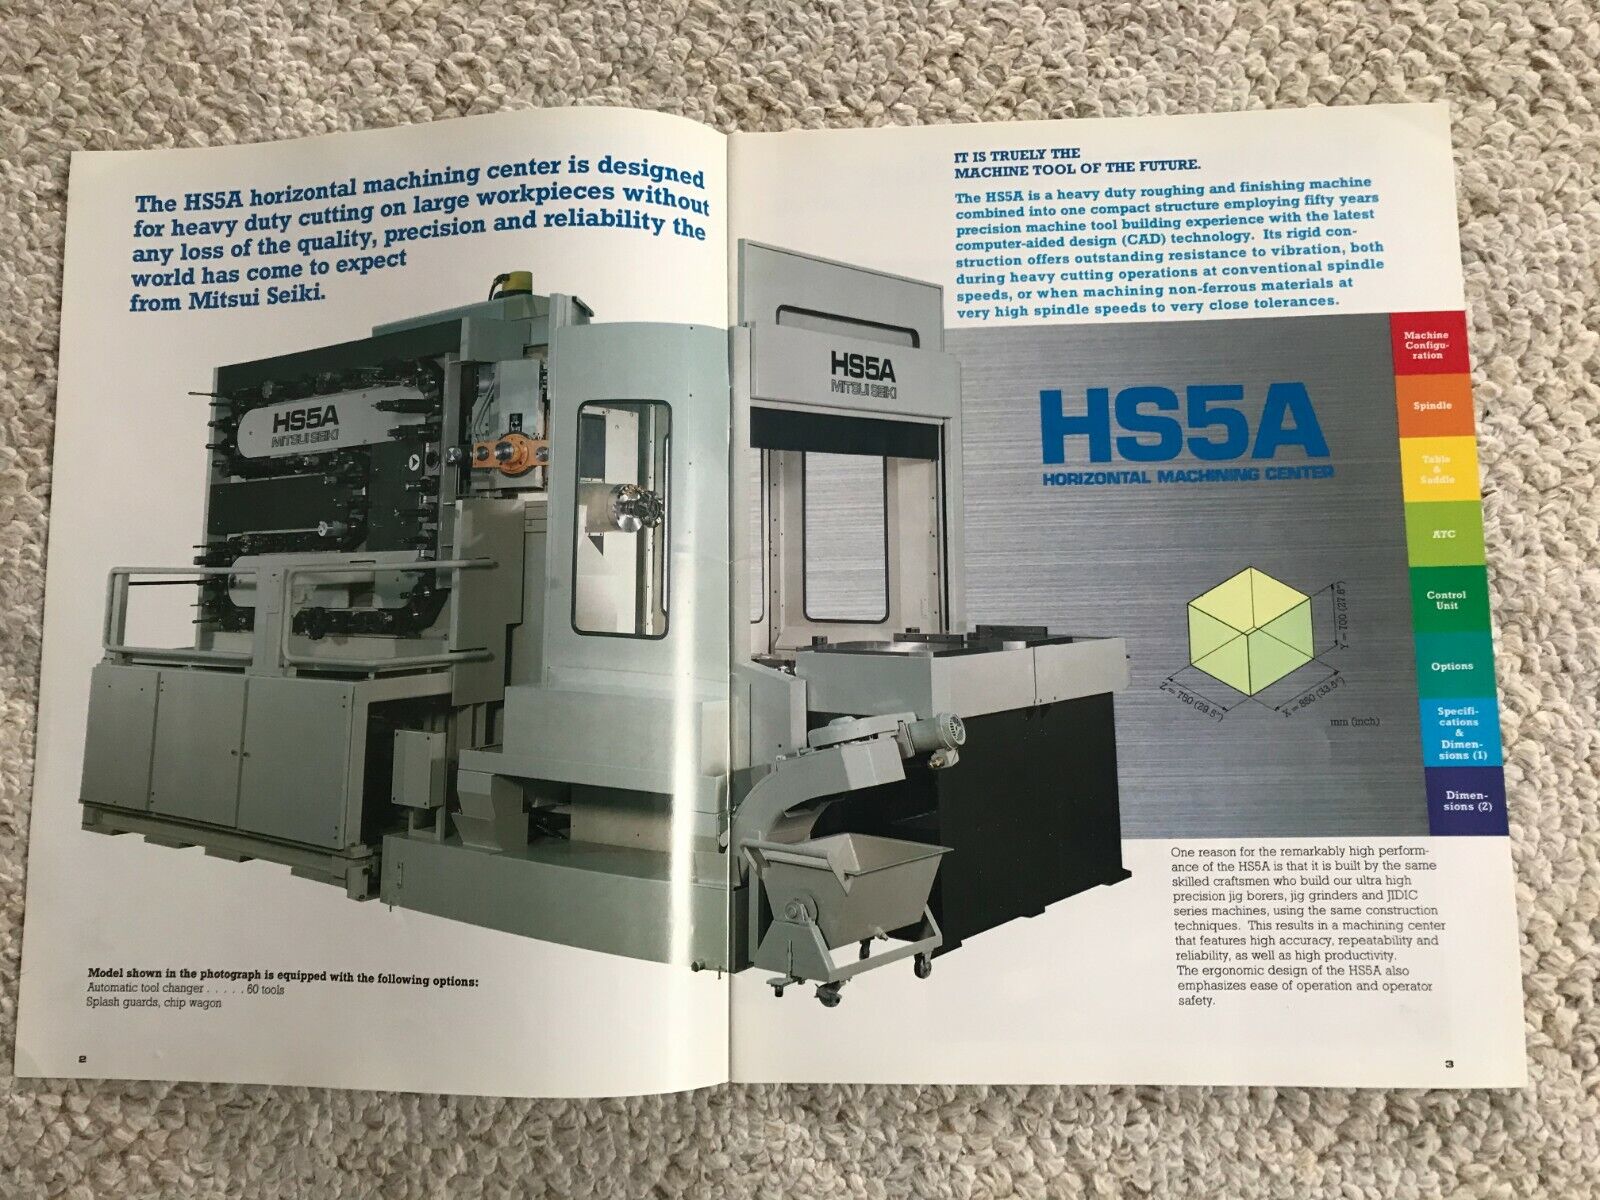 The HS5A horizontal machining center is designed
for heavy duty cutting on large workpieces without
any loss of the quality, precision and reliability the
world has come to expect
from Mitsui Seiki.
HS5A
MITSUI SEIKI
Model shown in the photograph is equipped with the following options:
Automatic tool changer . . . . . 60 tools
Splash guards, chip wagon
2
IT IS TRUELY THE
MACHINE TOOL OF THE FUTURE.
The HS5A is a heavy duty roughing and finishing machine
combined into one compact structure employing fifty years
precision machine tool building experience with the latest
computer-aided design (CAD) technology. Its rigid con-
struction offers outstanding resistance to vibration, both
during heavy cutting operations at conventional spindle
speeds, or when machining non-ferrous materials at
very high spindle speeds to very close tolerances.
HS5A
MITSUI SEIKI
HS5A
HORIZONTAL MACHINING CENTER
Y = 700 (27.6")
Z = 750 (29.5")
X = 850 (33.5")
mm (inch)
Machine
Configu-
ration
Spindle
Table
&
Saddle
ATC
Control
Unit
Options
Specifi-
cations
&
Dimen-
sions (1)
Dimen-
sions (2)
One reason for the remarkably high perform-
ance of the HS5A is that it is built by the same
skilled craftsmen who build our ultra high
precision jig borers, jig grinders and JIDIC
series machines, using the same construction
techniques. This results in a machining center
that features high accuracy, repeatability and
reliability, as well as high productivity.
The ergonomic design of the HS5A also
emphasizes ease of operation and operator
safety.
3